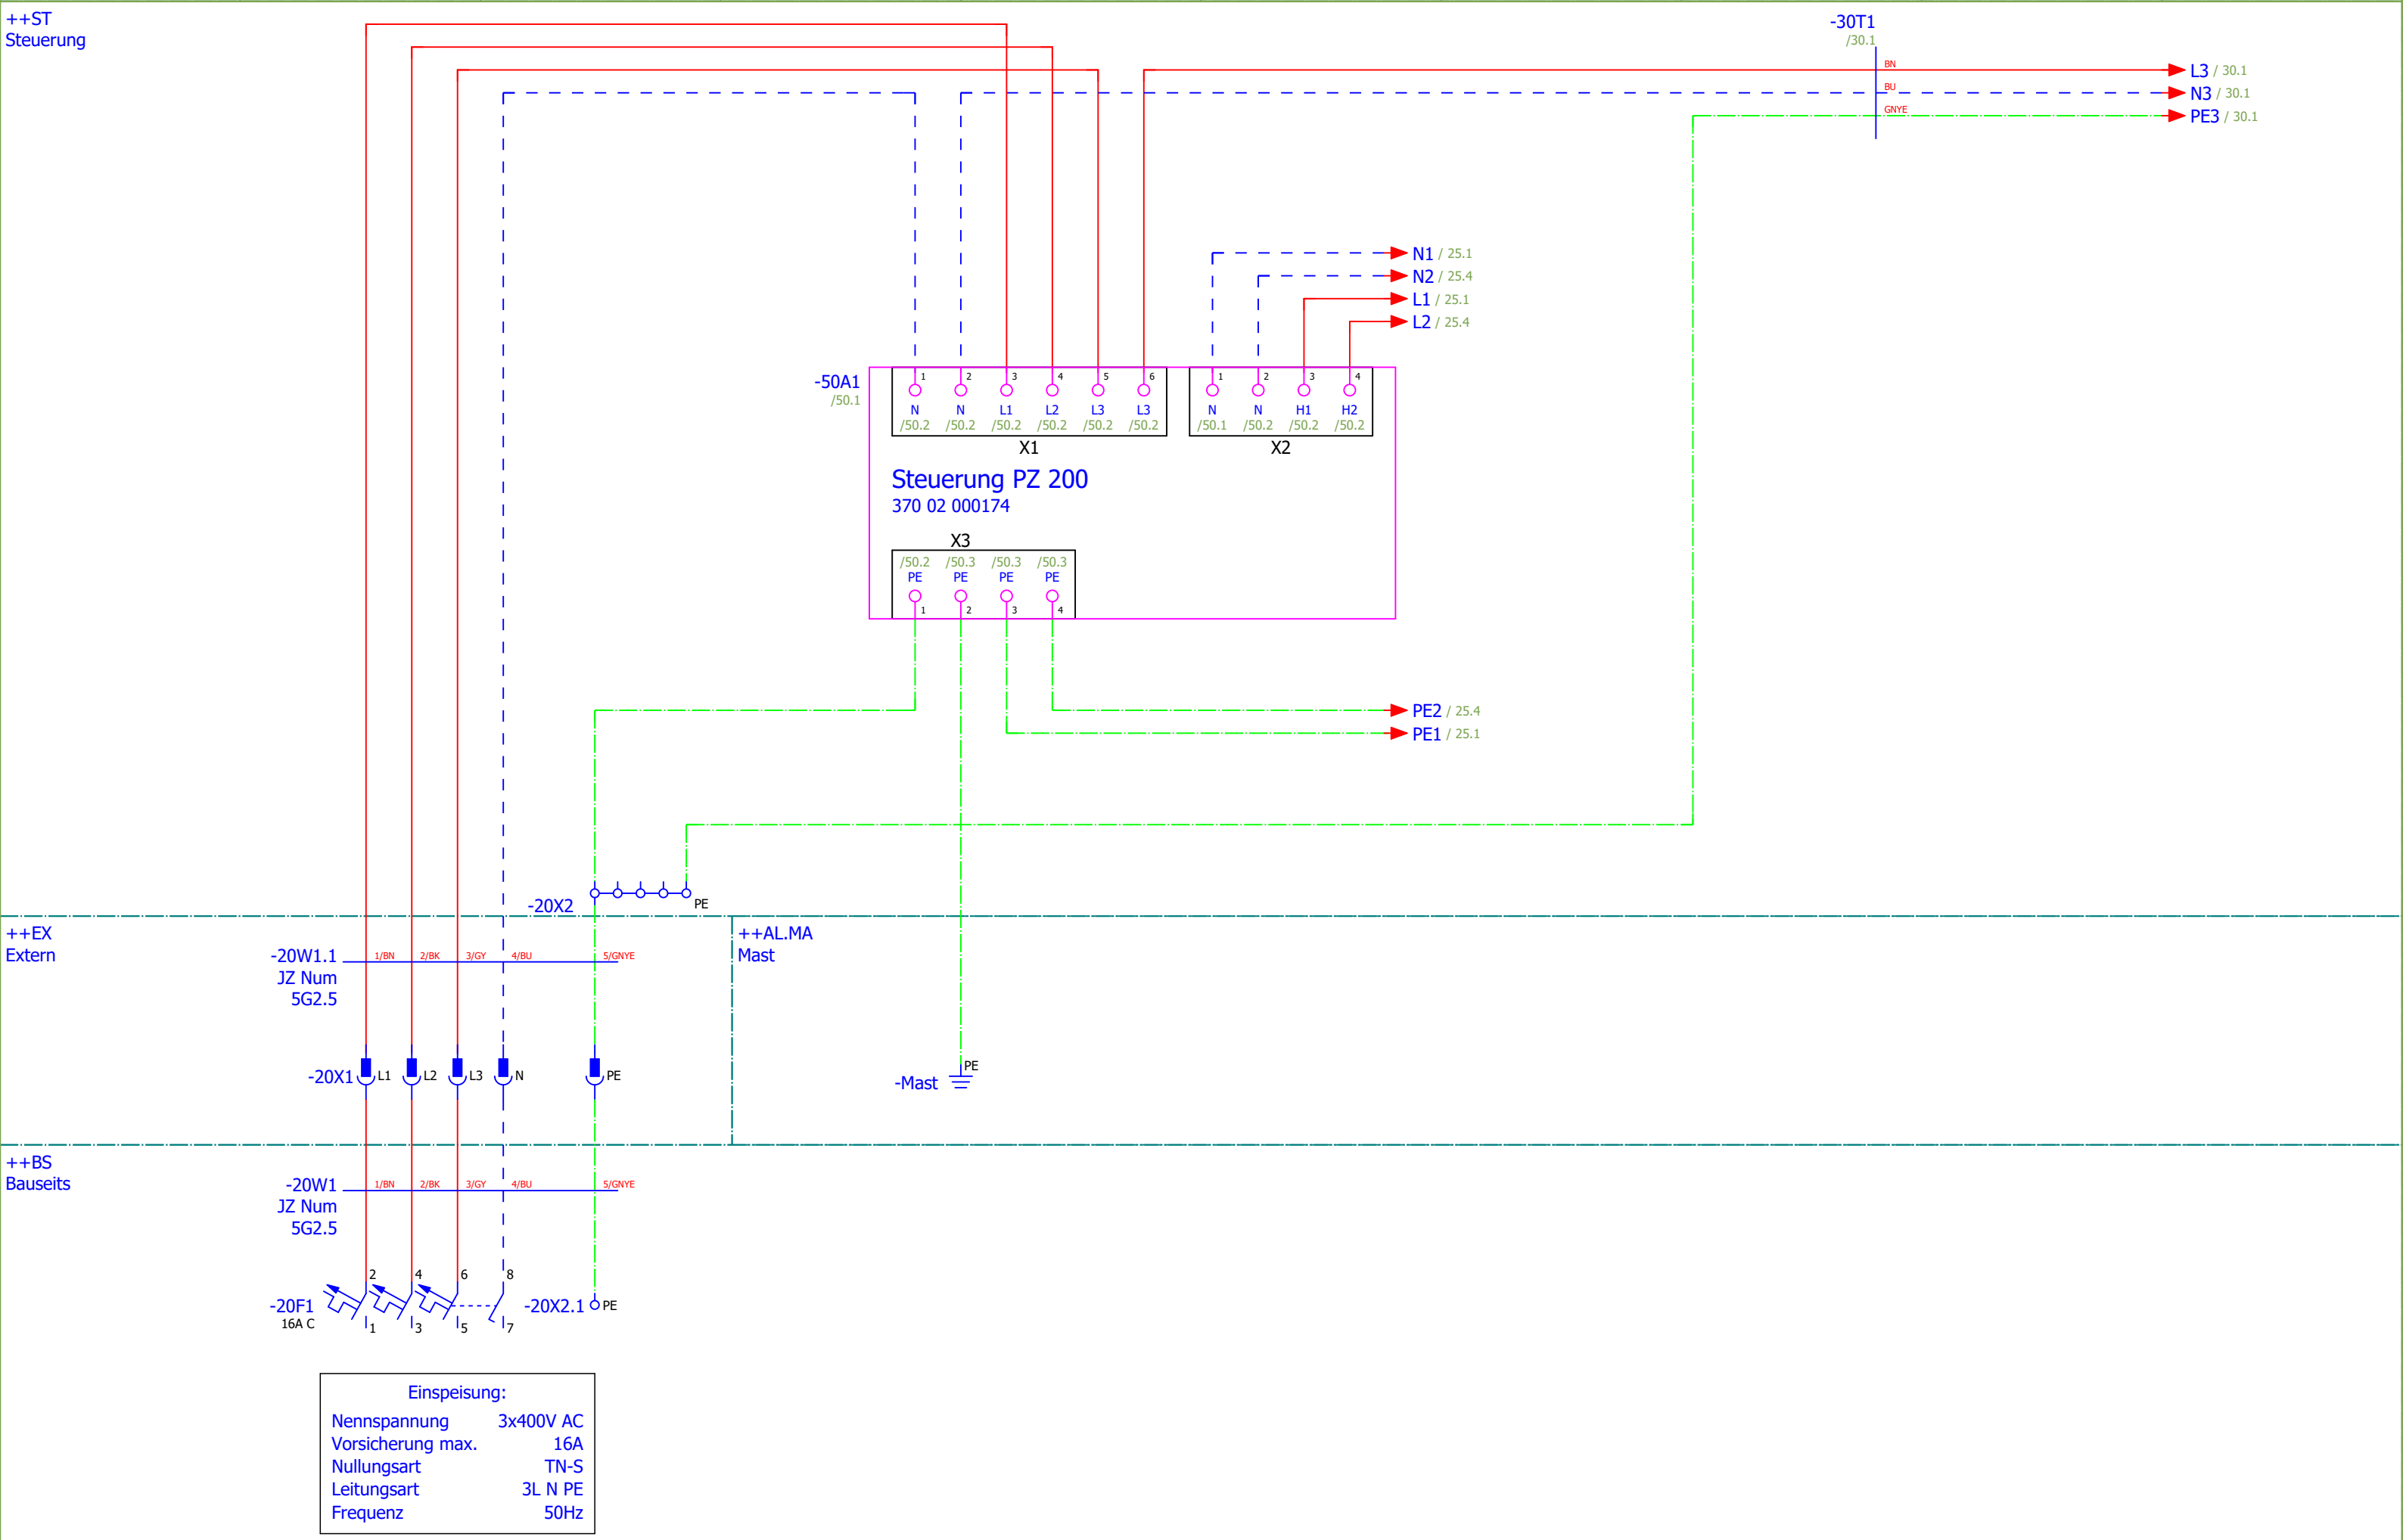 ++ST
Steuerung
-30T1
/30.1
BN
L3 / 30.1
BU
N3 / 30.1
GNYE
PE3 / 30.1
N1 / 25.1
N2 / 25.4
L1 / 25.1
L2 / 25.4
-50A1
/50.1
1 2 3 4 5 6
N N L1 L2 L3 L3
/50.2 /50.2 /50.2 /50.2 /50.2 /50.2
X1
1 2 3 4
N N H1 H2
/50.1 /50.2 /50.2 /50.2
X2
Steuerung PZ 200
370 02 000174
X3
/50.2 /50.3 /50.3 /50.3
PE PE PE PE
1 2 3 4
PE2 / 25.4
PE1 / 25.1
-20X2
PE
++EX
Extern
-20W1.1
JZ Num
5G2.5
1/BN 2/BK 3/GY 4/BU 5/GNYE
++AL.MA
Mast
-20X1 L1 L2 L3 N PE
-Mast
PE
++BS
Bauseits
-20W1
JZ Num
5G2.5
1/BN 2/BK 3/GY 4/BU 5/GNYE
2 4 6 8
-20F1
16A C
1 3 5 7
-20X2.1 PE
Einspeisung:
Nennspannung 3x400V AC
Vorsicherung max. 16A
Nullungsart TN-S
Leitungsart 3L N PE
Frequenz 50Hz